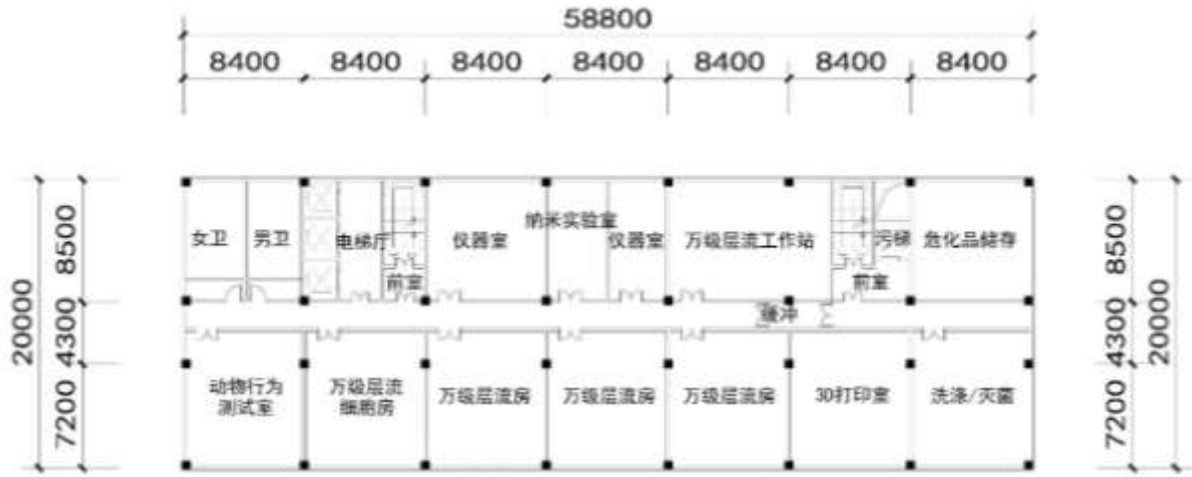 58800
8400 8400 8400 8400 8400 8400 8400
20000
8500
4300
7200
8500
4300
7200
20000
女卫 男卫 电梯厅 仪器室 纳米实验室 仪器室 万级层流工作站 污梯 危化品储存
前室 前室
缓冲
动物行为
测试室
万级层流
细胞房
万级层流房 万级层流房 万级层流房 3D打印室 洗涤/灭菌